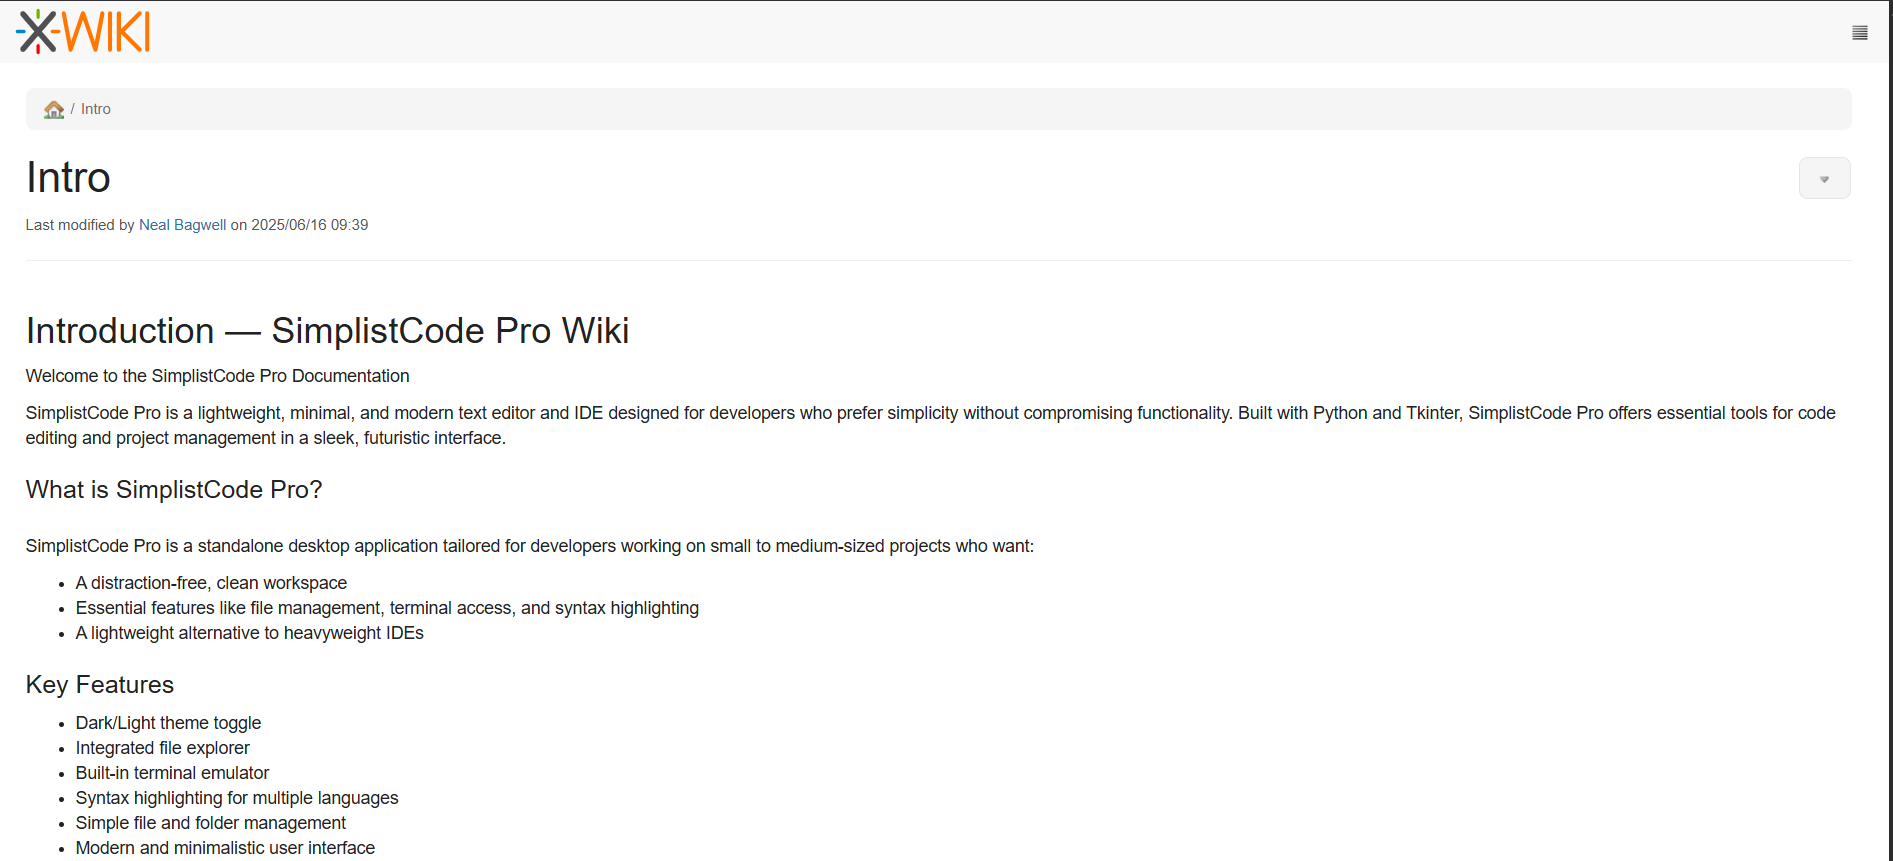 X-WIKI
/ Intro
Intro
Last modified by Neal Bagwell on 2025/06/16 09:39
Introduction — SimplistCode Pro Wiki
Welcome to the SimplistCode Pro Documentation
SimplistCode Pro is a lightweight, minimal, and modern text editor and IDE designed for developers who prefer simplicity without compromising functionality. Built with Python and Tkinter, SimplistCode Pro offers essential tools for code
editing and project management in a sleek, futuristic interface.
What is SimplistCode Pro?
SimplistCode Pro is a standalone desktop application tailored for developers working on small to medium-sized projects who want:
• A distraction-free, clean workspace
• Essential features like file management, terminal access, and syntax highlighting
• A lightweight alternative to heavyweight IDEs
Key Features
• Dark/Light theme toggle
• Integrated file explorer
• Built-in terminal emulator
• Syntax highlighting for multiple languages
• Simple file and folder management
• Modern and minimalistic user interface